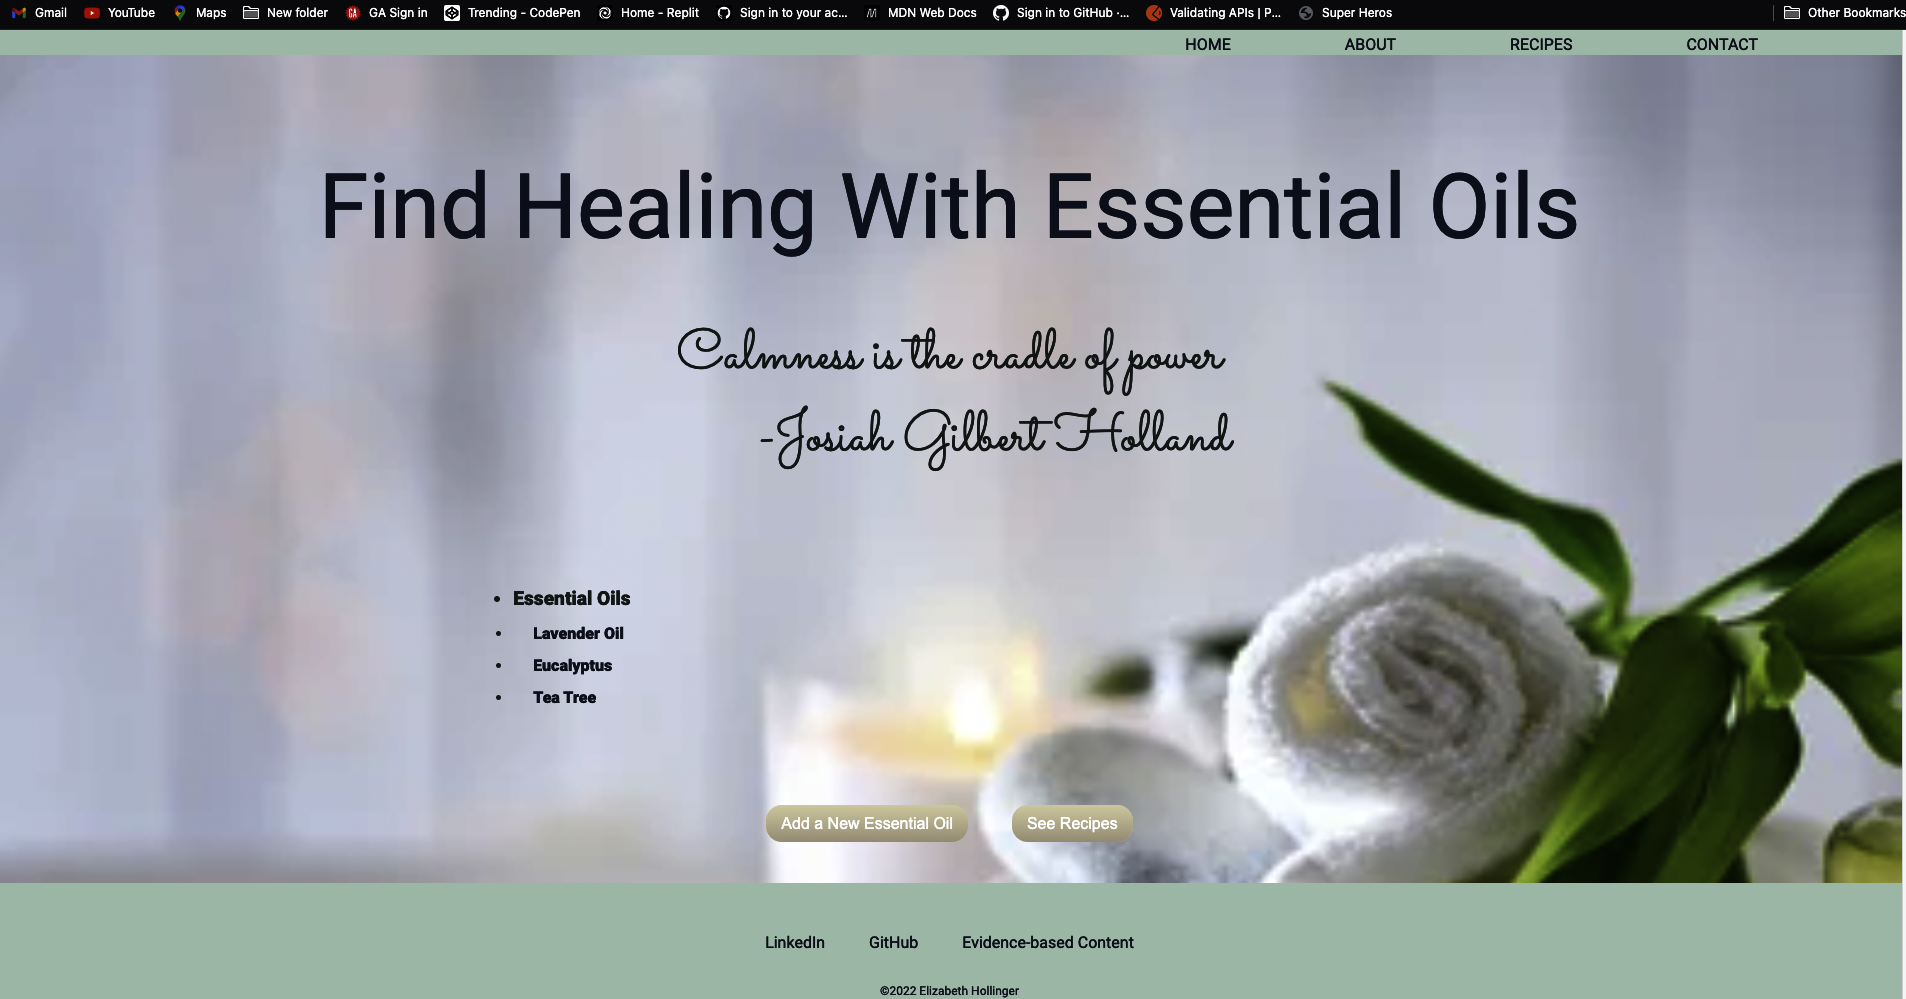 Gmail YouTube Maps New folder GA Sign in Trending - CodePen Home - Replit Sign in to your ac... MDN Web Docs Sign in to GitHub ·... Validating APIs | P... Super Heros Other Bookmarks
HOME ABOUT RECIPES CONTACT
Find Healing With Essential Oils
Calmness is the cradle of power
-Josiah Gilbert Holland
• Essential Oils
• Lavender Oil
• Eucalyptus
• Tea Tree
Add a New Essential Oil See Recipes
LinkedIn GitHub Evidence-based Content
©2022 Elizabeth Hollinger